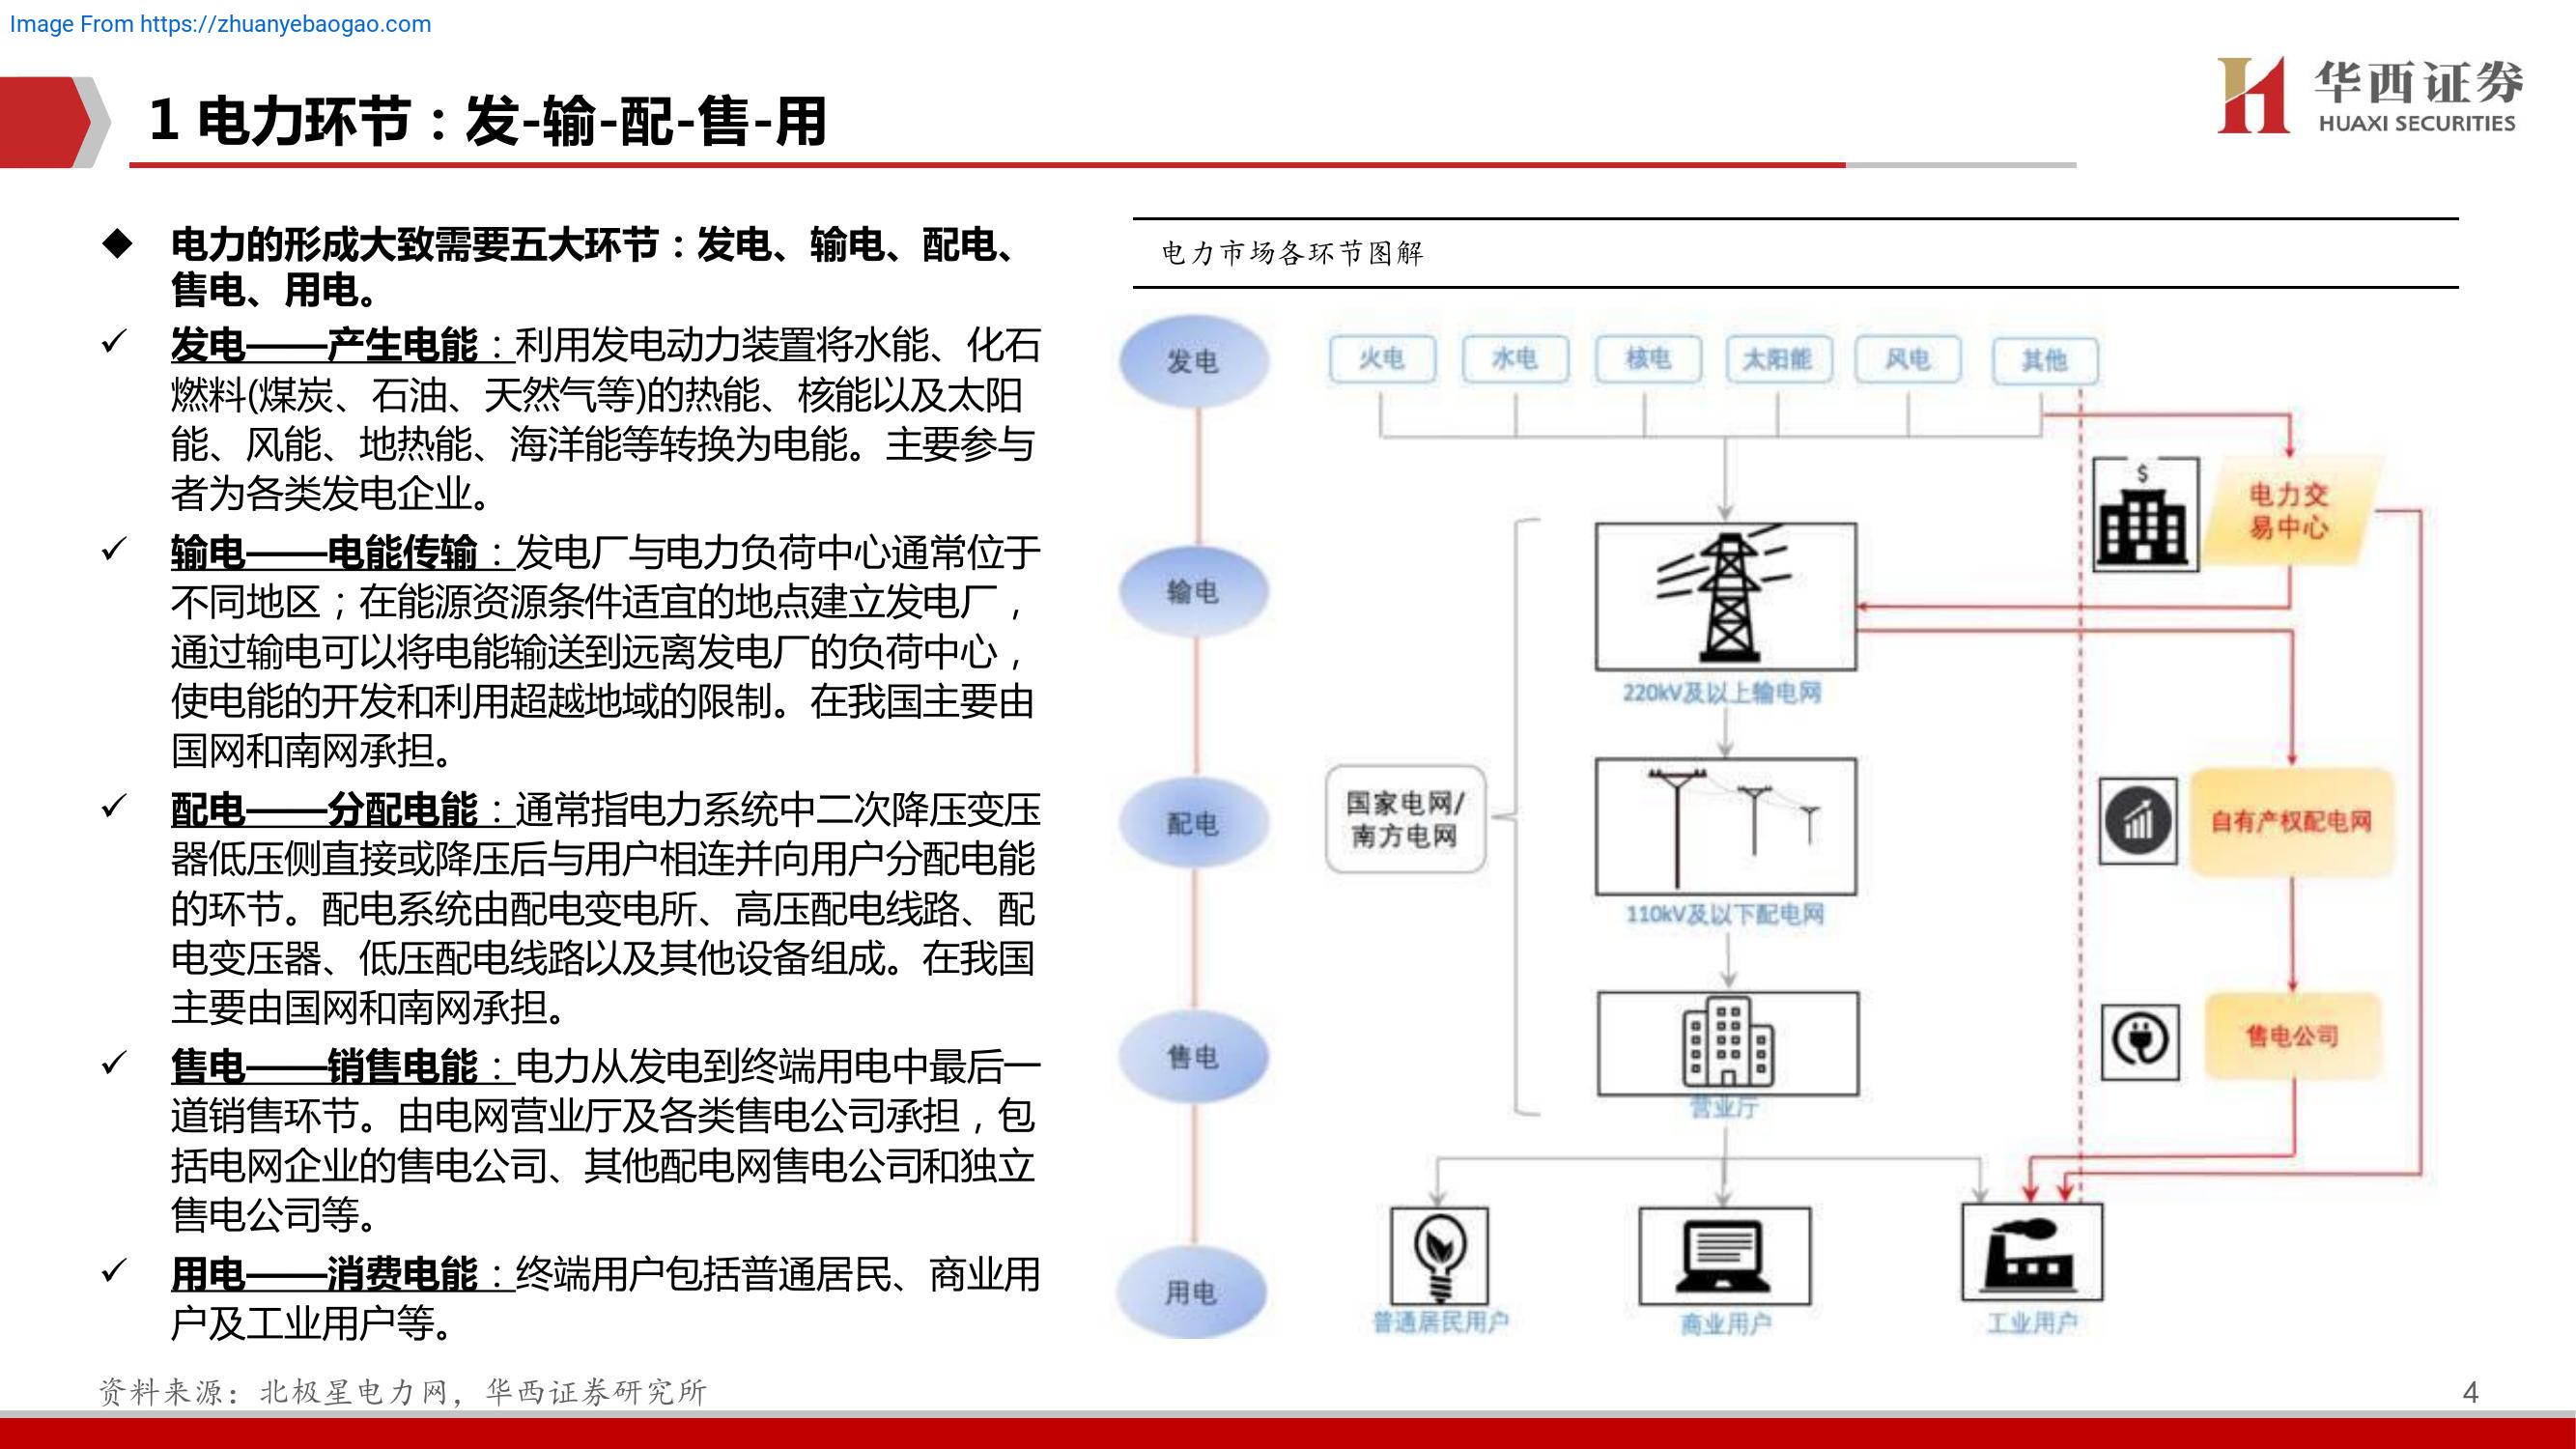 Image From https://zhuanyebaogao.com
华西证券
HUAXI SECURITIES
1 电力环节：发-输-配-售-用
电力的形成大致需要五大环节：发电、输电、配电、
售电、用电。
发电——产生电能：利用发电动力装置将水能、化石
燃料(煤炭、石油、天然气等)的热能、核能以及太阳
能、风能、地热能、海洋能等转换为电能。主要参与
者为各类发电企业。
输电——电能传输：发电厂与电力负荷中心通常位于
不同地区；在能源资源条件适宜的地点建立发电厂，
通过输电可以将电能输送到远离发电厂的负荷中心，
使电能的开发和利用超越地域的限制。在我国主要由
国网和南网承担。
配电——分配电能：通常指电力系统中二次降压变压
器低压侧直接或降压后与用户相连并向用户分配电能
的环节。配电系统由配电变电所、高压配电线路、配
电变压器、低压配电线路以及其他设备组成。在我国
主要由国网和南网承担。
售电——销售电能：电力从发电到终端用电中最后一
道销售环节。由电网营业厅及各类售电公司承担，包
括电网企业的售电公司、其他配电网售电公司和独立
售电公司等。
用电——消费电能：终端用户包括普通居民、商业用
户及工业用户等。
电力市场各环节图解
发电
火电
水电
核电
太阳能
风电
其他
$
电力交
易中心
输电
220kV及以上输电网
国家电网/
南方电网
配电
自有产权配电网
110kV及以下配电网
售电
售电公司
营业厅
用电
普通居民用户
商业用户
工业用户
资料来源：北极星电力网，华西证券研究所
4